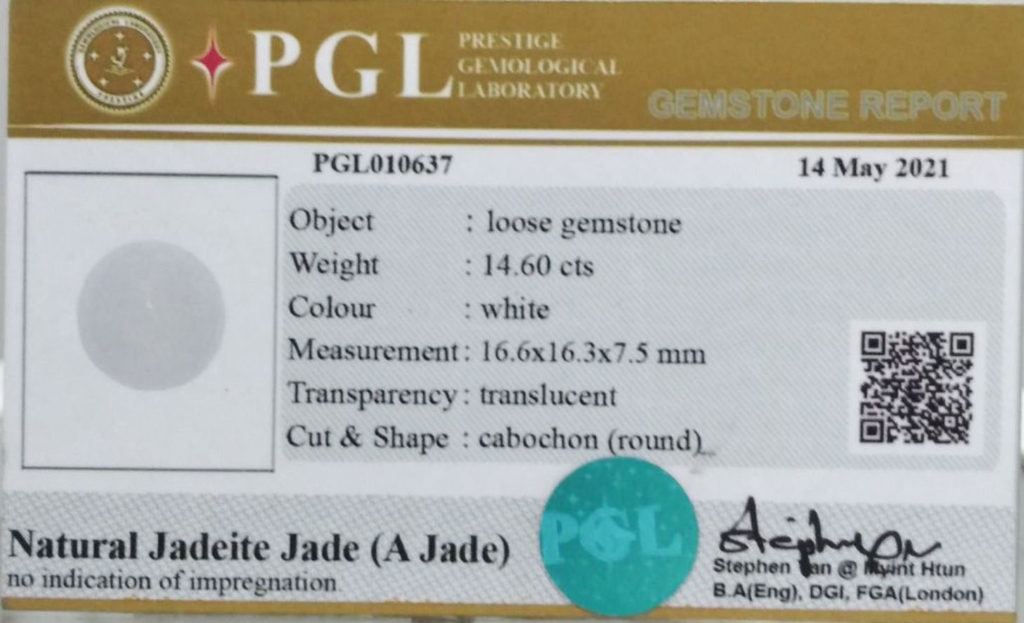 PGL
PRESTIGE
GEMOLOGICAL
LABORATORY
GEMSTONE REPORT
PGL010637
14 May 2021
Object : loose gemstone
Weight : 14.60 cts
Colour : white
Measurement : 16.6x16.3x7.5 mm
Transparency : translucent
Cut & Shape : cabochon (round)
Natural Jadeite Jade (A Jade)
no indication of impregnation
PGL
Stephen @ Myint Htun
B.A(Eng), DGI, FGA(London)